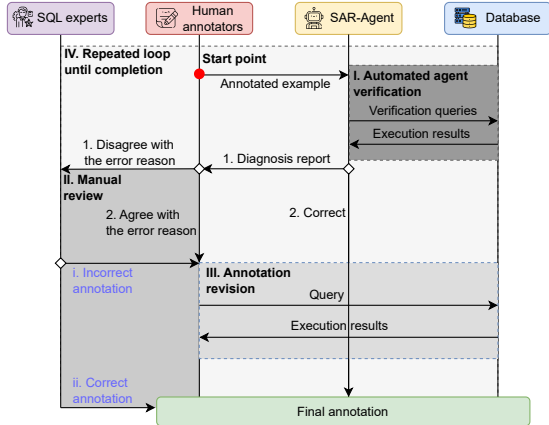 SQL experts
Human
annotators
SAR-Agent
Database
IV. Repeated loop
until completion
Start point
Annotated example
I. Automated agent
verification
Verification queries
Execution results
1. Disagree with
the error reason
1. Diagnosis report
II. Manual
review
2. Agree with
the error reason
2. Correct
i. Incorrect
annotation
III. Annotation
revision
Query
Execution results
ii. Correct
annotation
Final annotation